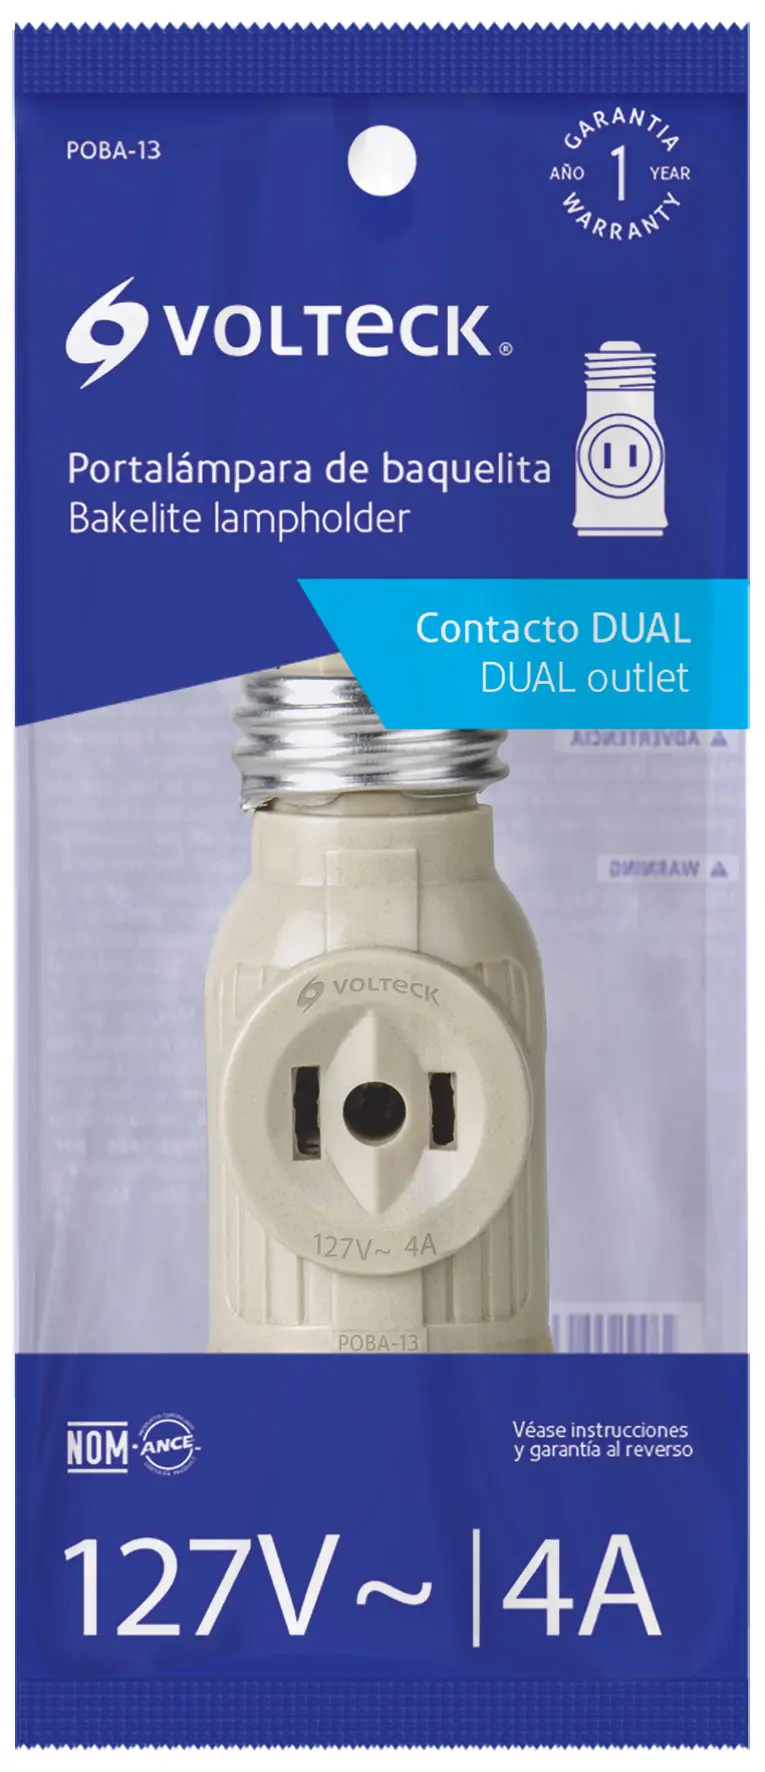 POBA-13
GARANTIA
AÑO 1 YEAR
WARRANTY
VOLTECK®
Portalámpara de baquelita
Bakelite lampholder
Contacto DUAL
DUAL outlet
ADVERTENCIA
WARNING
VOLTECK
127V~ 4A
POBA-13
NOM-ANCE-
Véase instrucciones
y garantía al reverso
127V~ | 4A